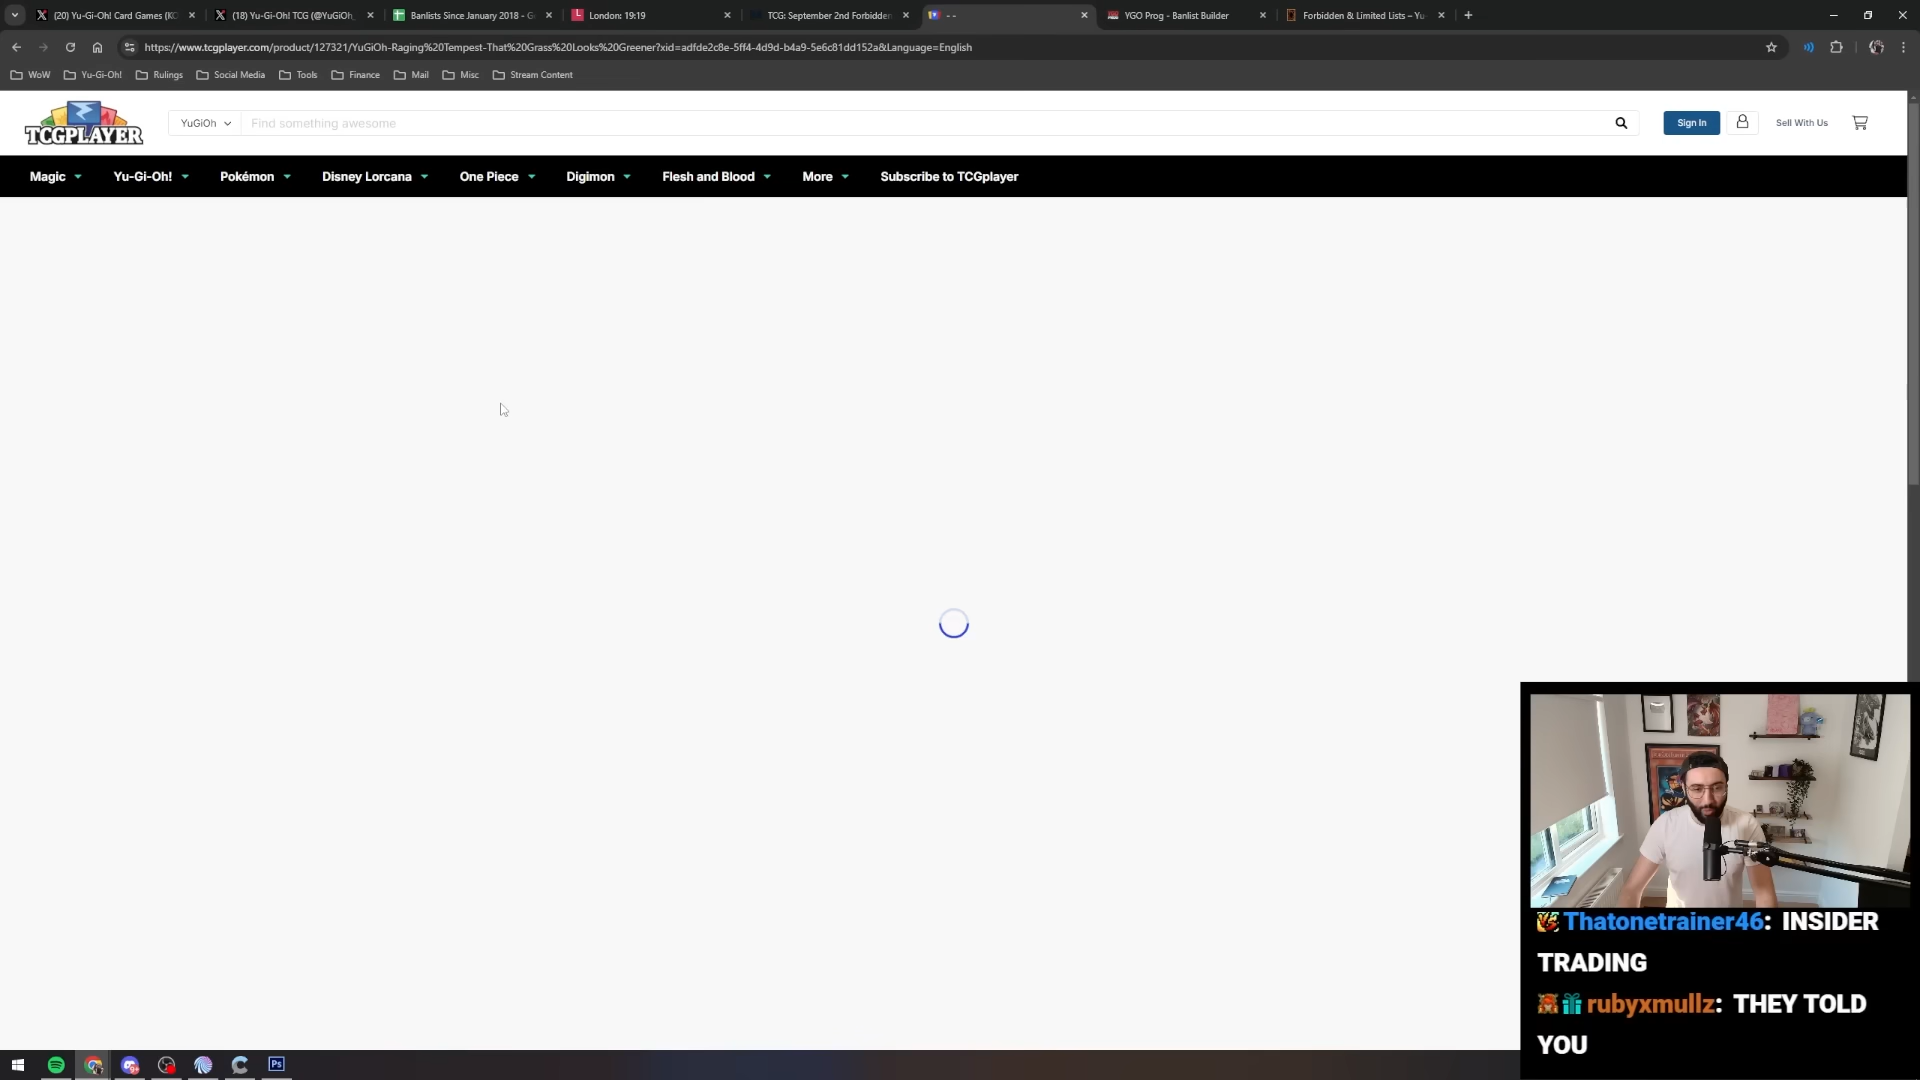 (20) Yu-Gi-Oh! Card Games (KO
(18) Yu-Gi-Oh! TCG (@YuGiOh_
Banlists Since January 2018 - G
London: 19:19
TCG: September 2nd Forbidden
- -
YGO Prog - Banlist Builder
Forbidden & Limited Lists – Yu
https://www.tcgplayer.com/product/127321/YuGiOh-Raging%20Tempest-That%20Grass%20Looks%20Greener?xid=adfde2c8e-5ff4-4d9d-b4a9-5e6c81dd152a&Language=English
WoW
Yu-Gi-Oh!
Rulings
Social Media
Tools
Finance
Mail
Misc
Stream Content
TCGPLAYER
YuGiOh
Find something awesome
Sign In
Sell With Us
Magic
Yu-Gi-Oh!
Pokémon
Disney Lorcana
One Piece
Digimon
Flesh and Blood
More
Subscribe to TCGplayer
Thatonetrainer46: INSIDER
TRADING
rubyxmullz: THEY TOLD
YOU
Ps